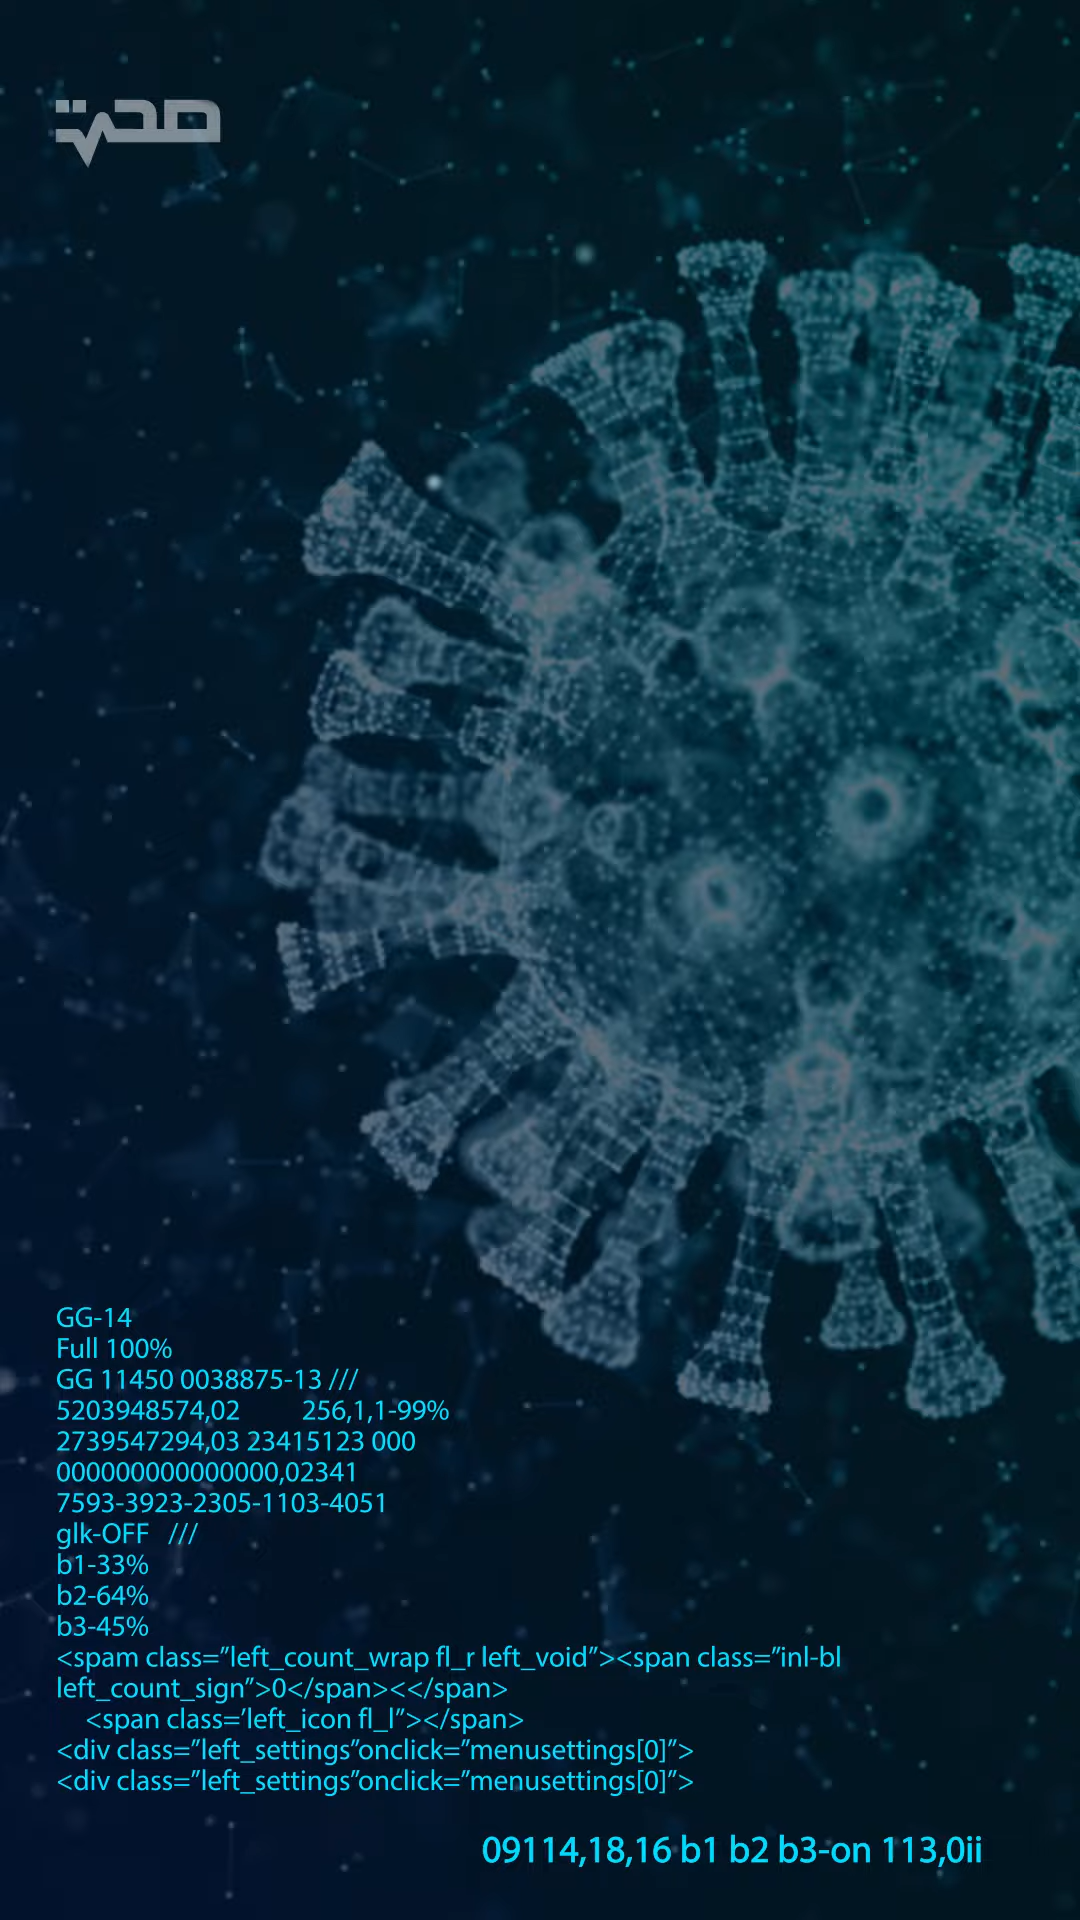 صحة
GG-14
Full 100%
GG 11450 0038875-13 ///
5203948574,02 256,1,1-99%
2739547294,03 23415123 000
000000000000000,02341
7593-3923-2305-1103-4051
glk-OFF ///
b1-33%
b2-64%
b3-45%
<spam class=”left_count_wrap fl_r left_void”><span class=”inl-bl
left_count_sign”>0</span><</span>
<span class=’left_icon fl_l”></span>
<div class=”left_settings”onclick=”menusettings[0]”>
<div class=”left_settings”onclick=”menusettings[0]”>
09114,18,16 b1 b2 b3-on 113,0ii